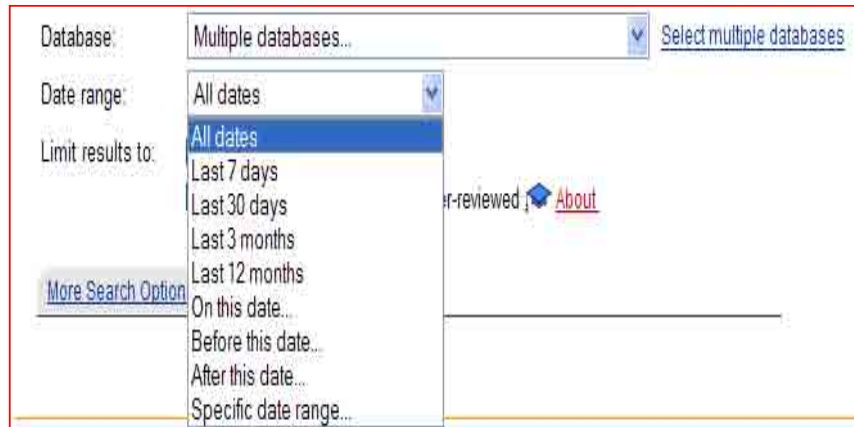 Database: Multiple databases... Select multiple databases
Date range: All dates
Limit results to:
All dates
Last 7 days
Last 30 days
r-reviewed About
Last 3 months
Last 12 months
More Search Option
On this date...
Before this date...
After this date...
Specific date range...